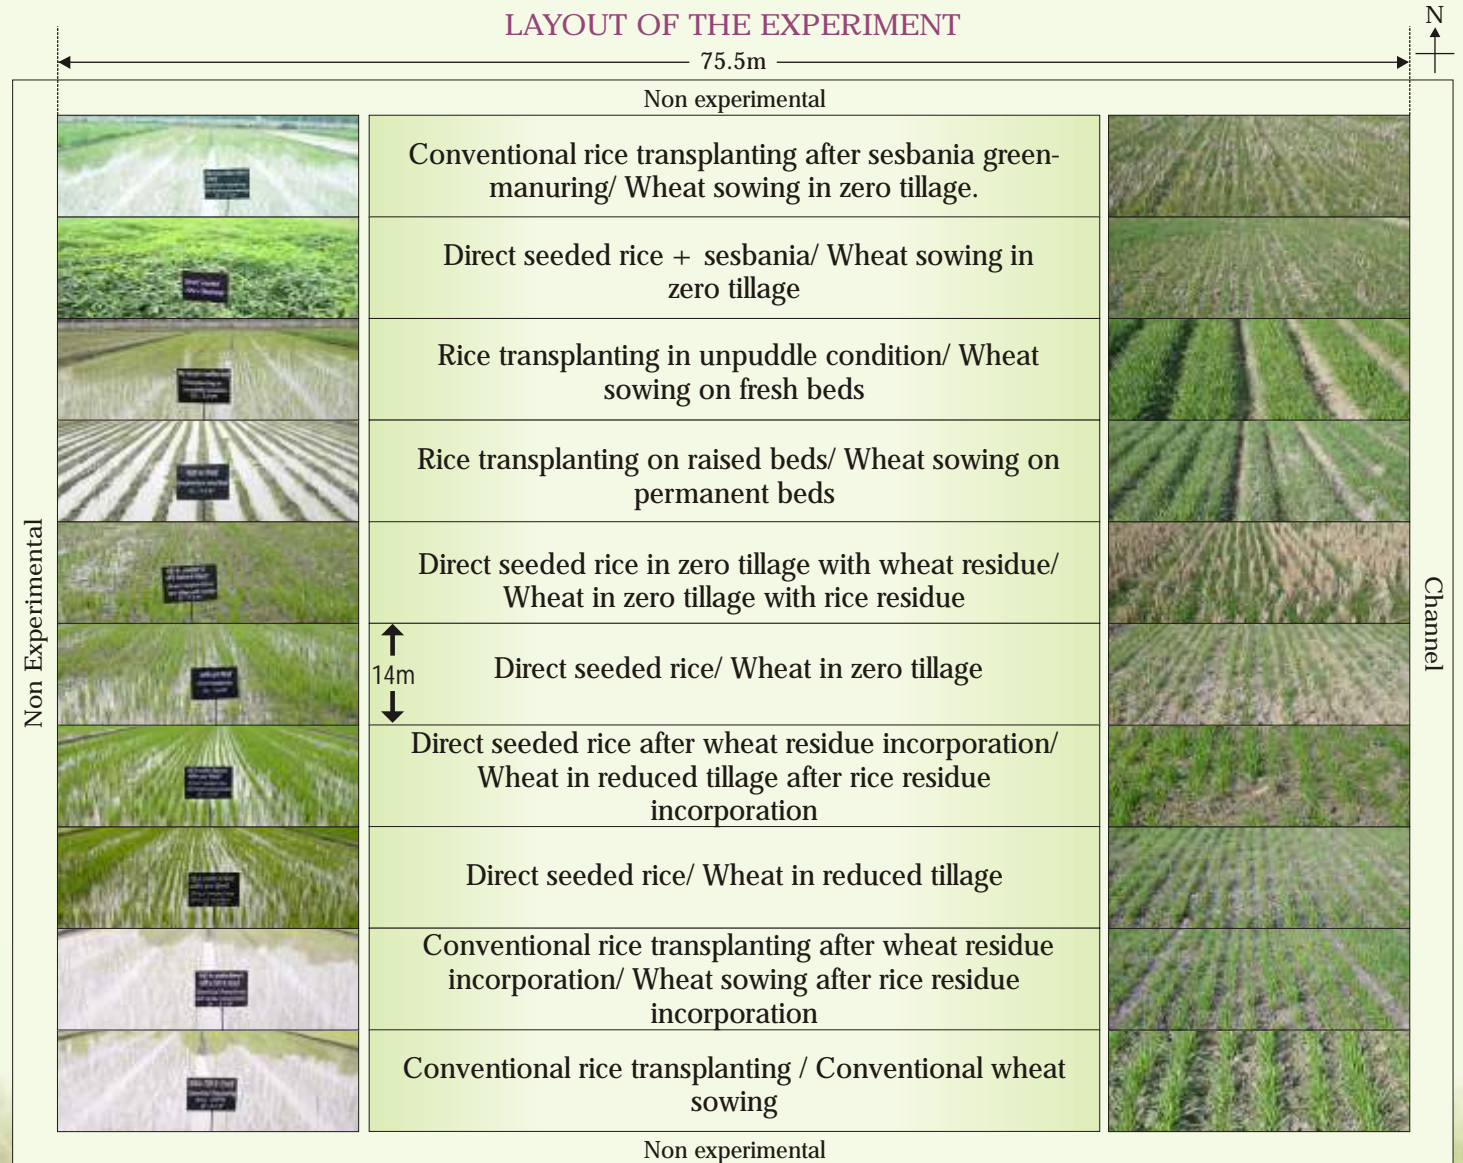 LAYOUT OF THE EXPERIMENT
N
75.5m
Non experimental
Conventional rice transplanting after sesbania green-
manuring/ Wheat sowing in zero tillage.
Direct seeded rice + sesbania/ Wheat sowing in
zero tillage
Rice transplanting in unpuddle condition/ Wheat
sowing on fresh beds
Rice transplanting on raised beds/ Wheat sowing on
permanent beds
Non Experimental
Direct seeded rice in zero tillage with wheat residue/
Wheat in zero tillage with rice residue
Channel
14m
Direct seeded rice/ Wheat in zero tillage
Direct seeded rice after wheat residue incorporation/
Wheat in reduced tillage after rice residue
incorporation
Direct seeded rice/ Wheat in reduced tillage
Conventional rice transplanting after wheat residue
incorporation/ Wheat sowing after rice residue
incorporation
Conventional rice transplanting / Conventional wheat
sowing
Non experimental